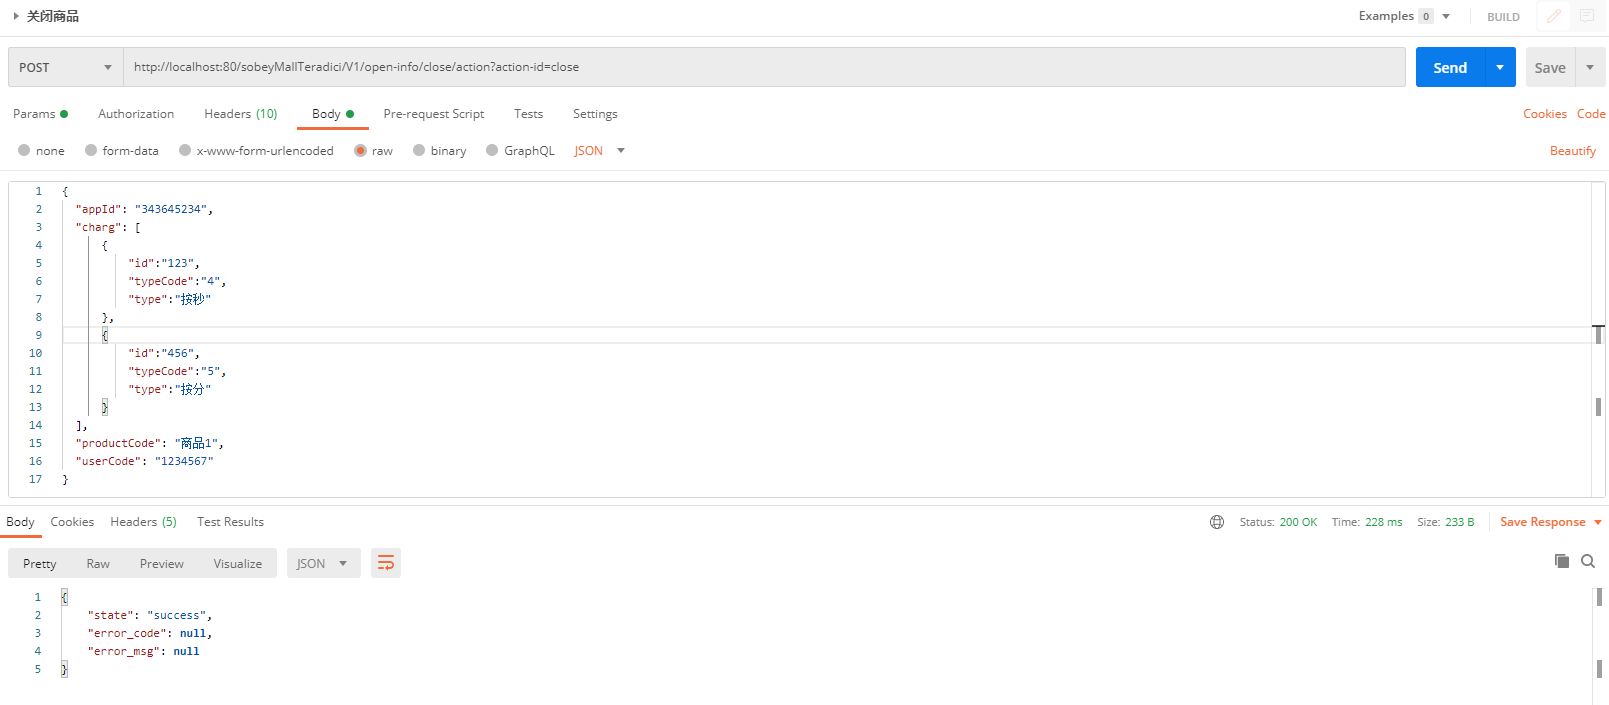 关闭商品
Examples 0 BUILD
POST http://localhost:80/sobeyMallTeradici/V1/open-info/close/action?action-id=close Send Save
Params Authorization Headers (10) Body Pre-request Script Tests Settings Cookies Code
none form-data x-www-form-urlencoded raw binary GraphQL JSON Beautify
1 {
2 "appId": "343645234",
3 "charg": [
4 {
5 "id":"123",
6 "typeCode":"4",
7 "type":"按秒"
8 },
9 {
10 "id":"456",
11 "typeCode":"5",
12 "type":"按分"
13 }
14 ],
15 "productCode": "商品1",
16 "userCode": "1234567"
17 }
Body Cookies Headers (5) Test Results Status: 200 OK Time: 228 ms Size: 233 B Save Response
Pretty Raw Preview Visualize JSON
1 {
2 "state": "success",
3 "error_code": null,
4 "error_msg": null
5 }